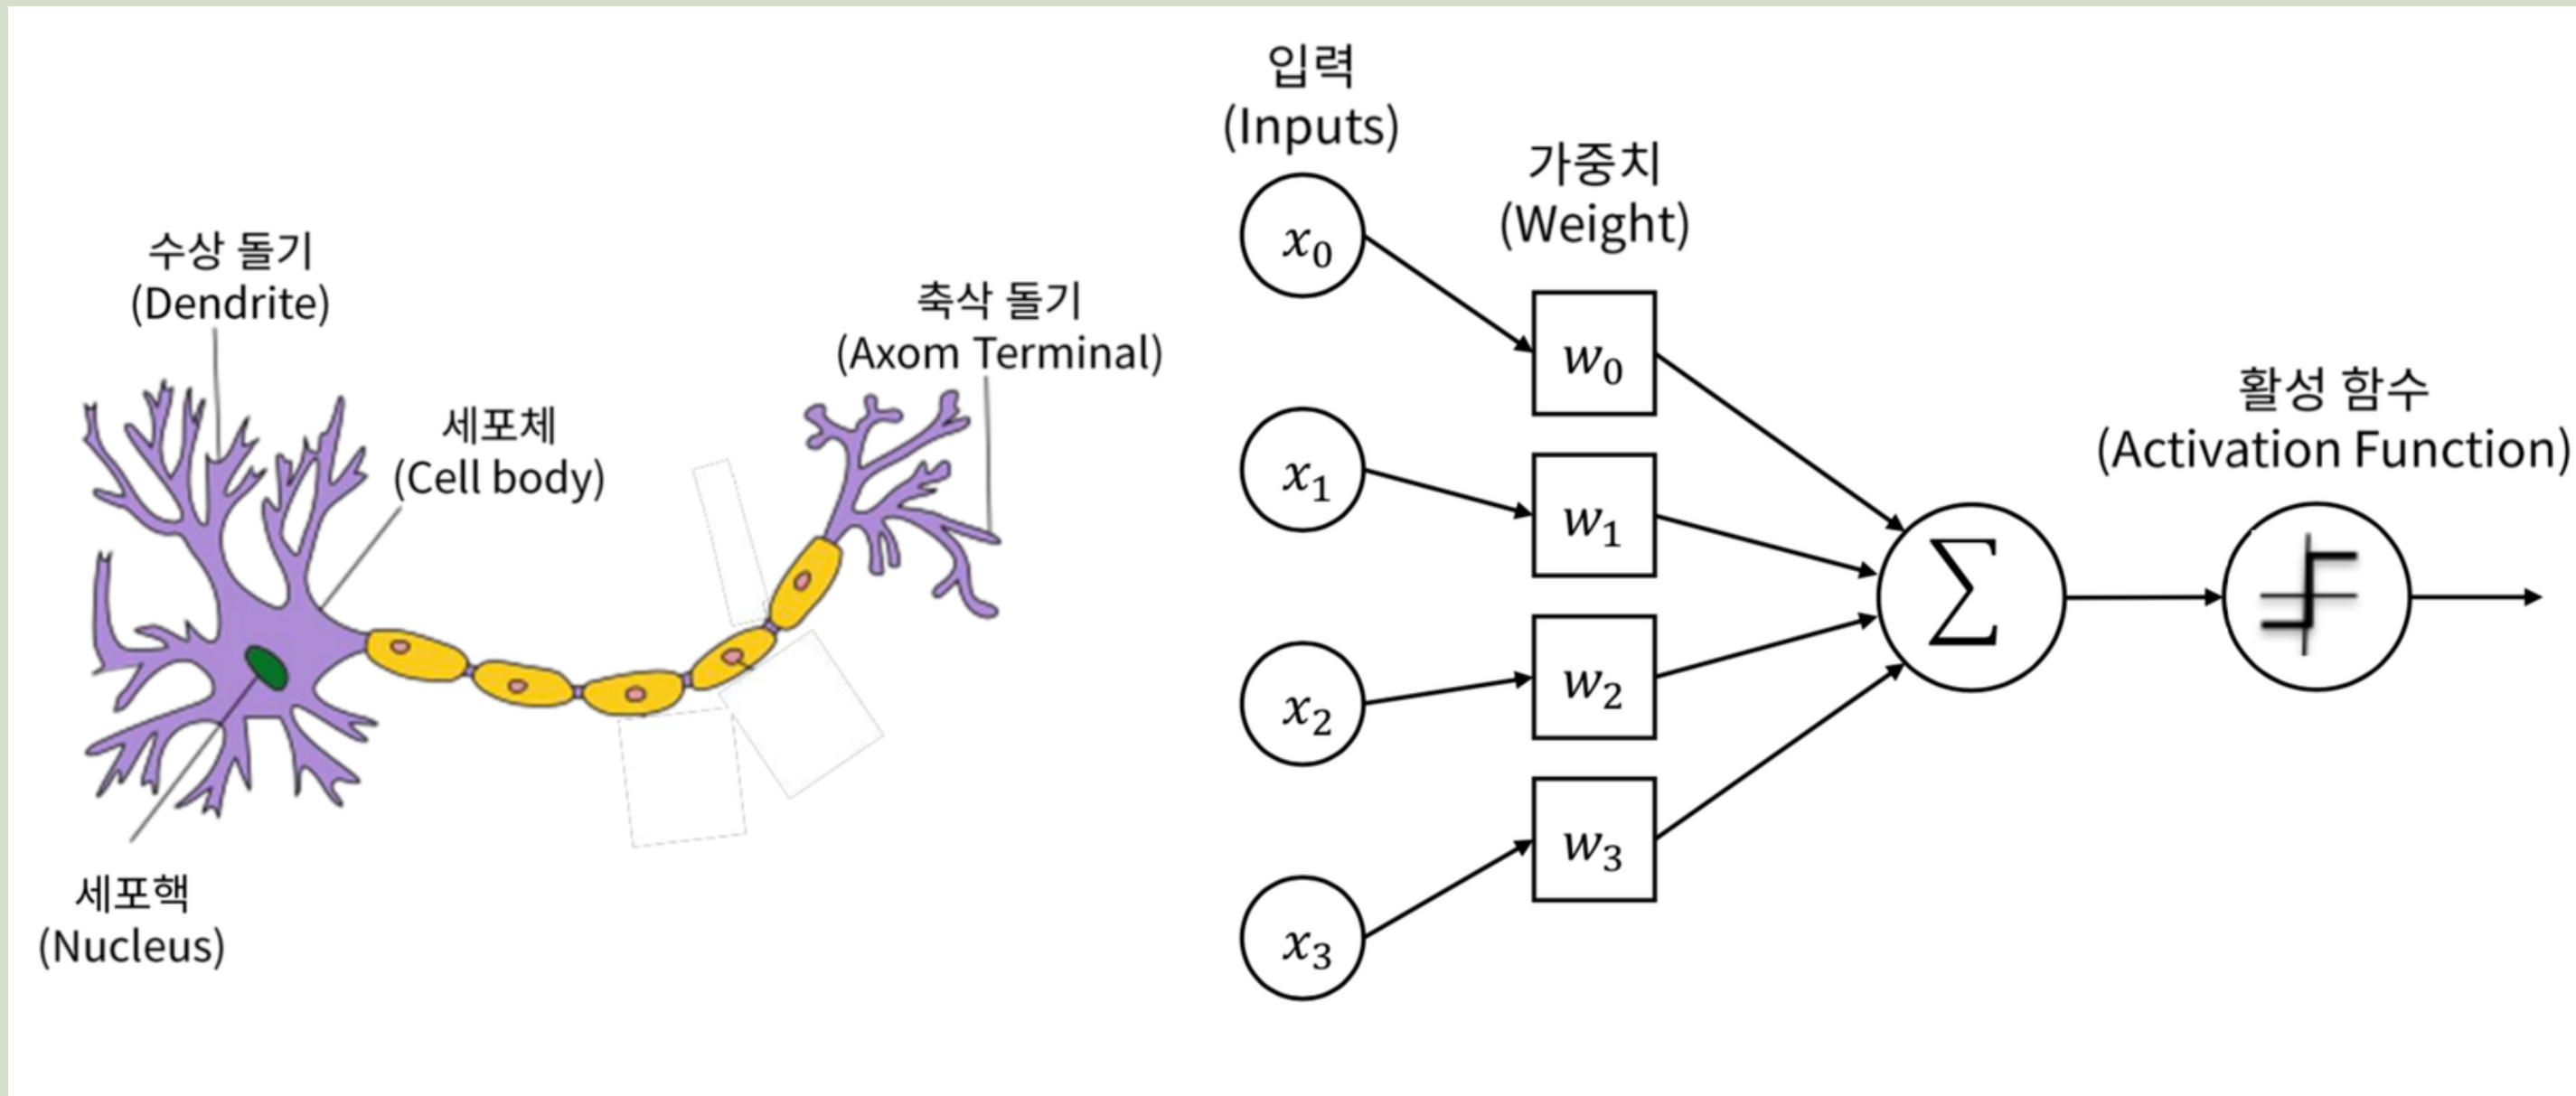 수상 돌기
(Dendrite)
세포체
(Cell body)
축삭 돌기
(Axom Terminal)
세포핵
(Nucleus)
입력
(Inputs)
가중치
(Weight)
x₀
x₁
x₂
x₃
w₀
w₁
w₂
w₃
∑
활성 함수
(Activation Function)